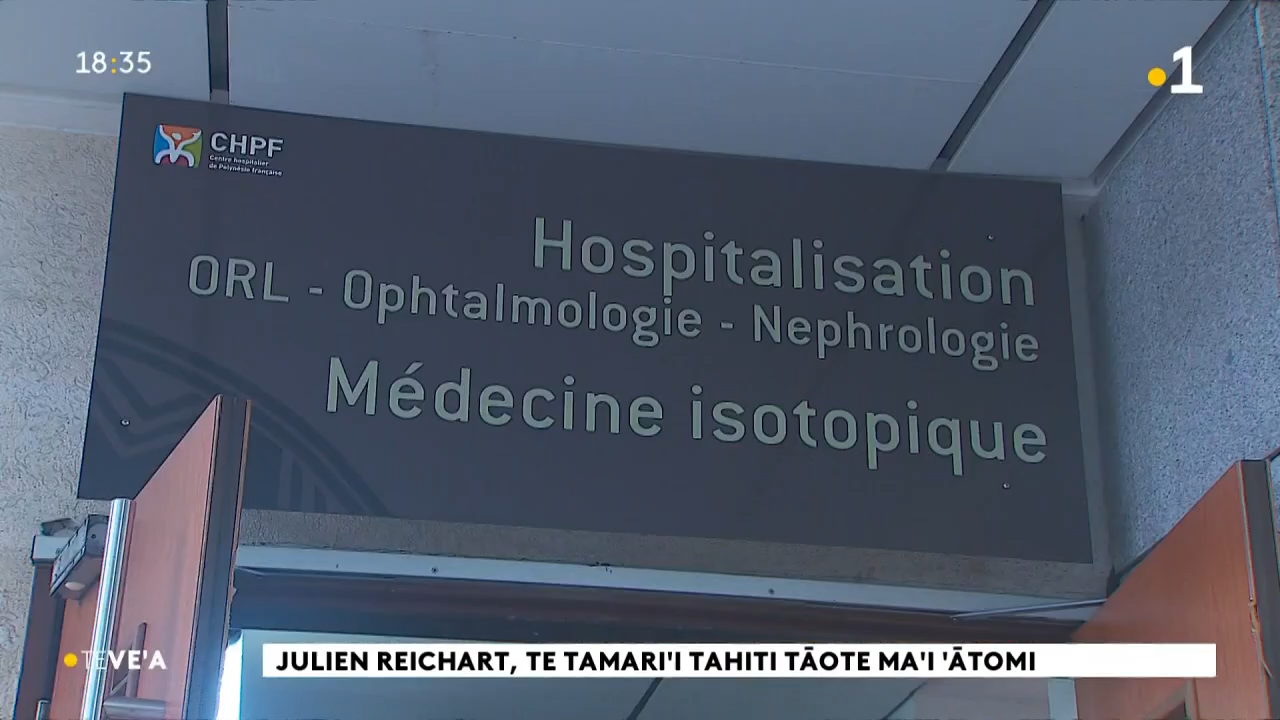 18:35
1
CHPF
Centre hospitalier
de Polynésie française
Hospitalisation
ORL - Ophtalmologie - Nephrologie
Médecine isotopique
TEVE'A
JULIEN REICHART, TE TAMARI'I TAHITI TĀOTE MA'I 'ĀTOMI